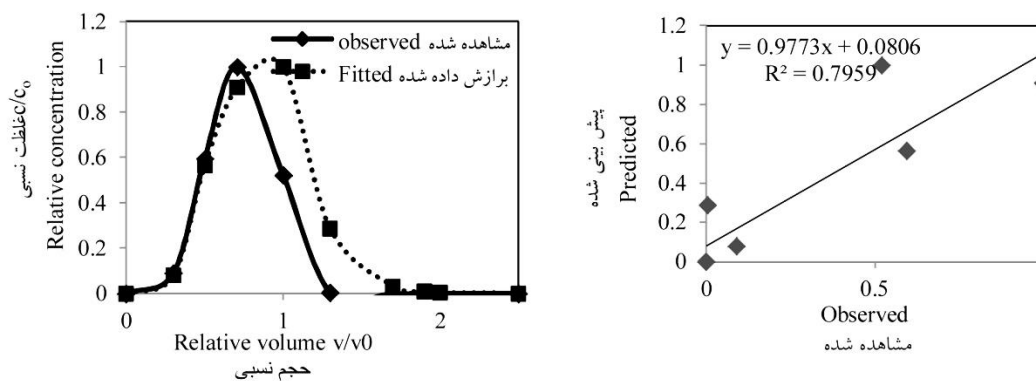 1.2
1
0.8
0.6
0.4
0.2
0
0
1
2
غلظت نسبی c/c₀
Relative concentration
observed مشاهده شده
Fitted برازش داده شده
Relative volume v/v0
حجم نسبی
1.2
1
0.8
0.6
0.4
0.2
0
0
0.5
پیش بینی شده
Predicted
y = 0.9773x + 0.0806
R² = 0.7959
Observed
مشاهده شده